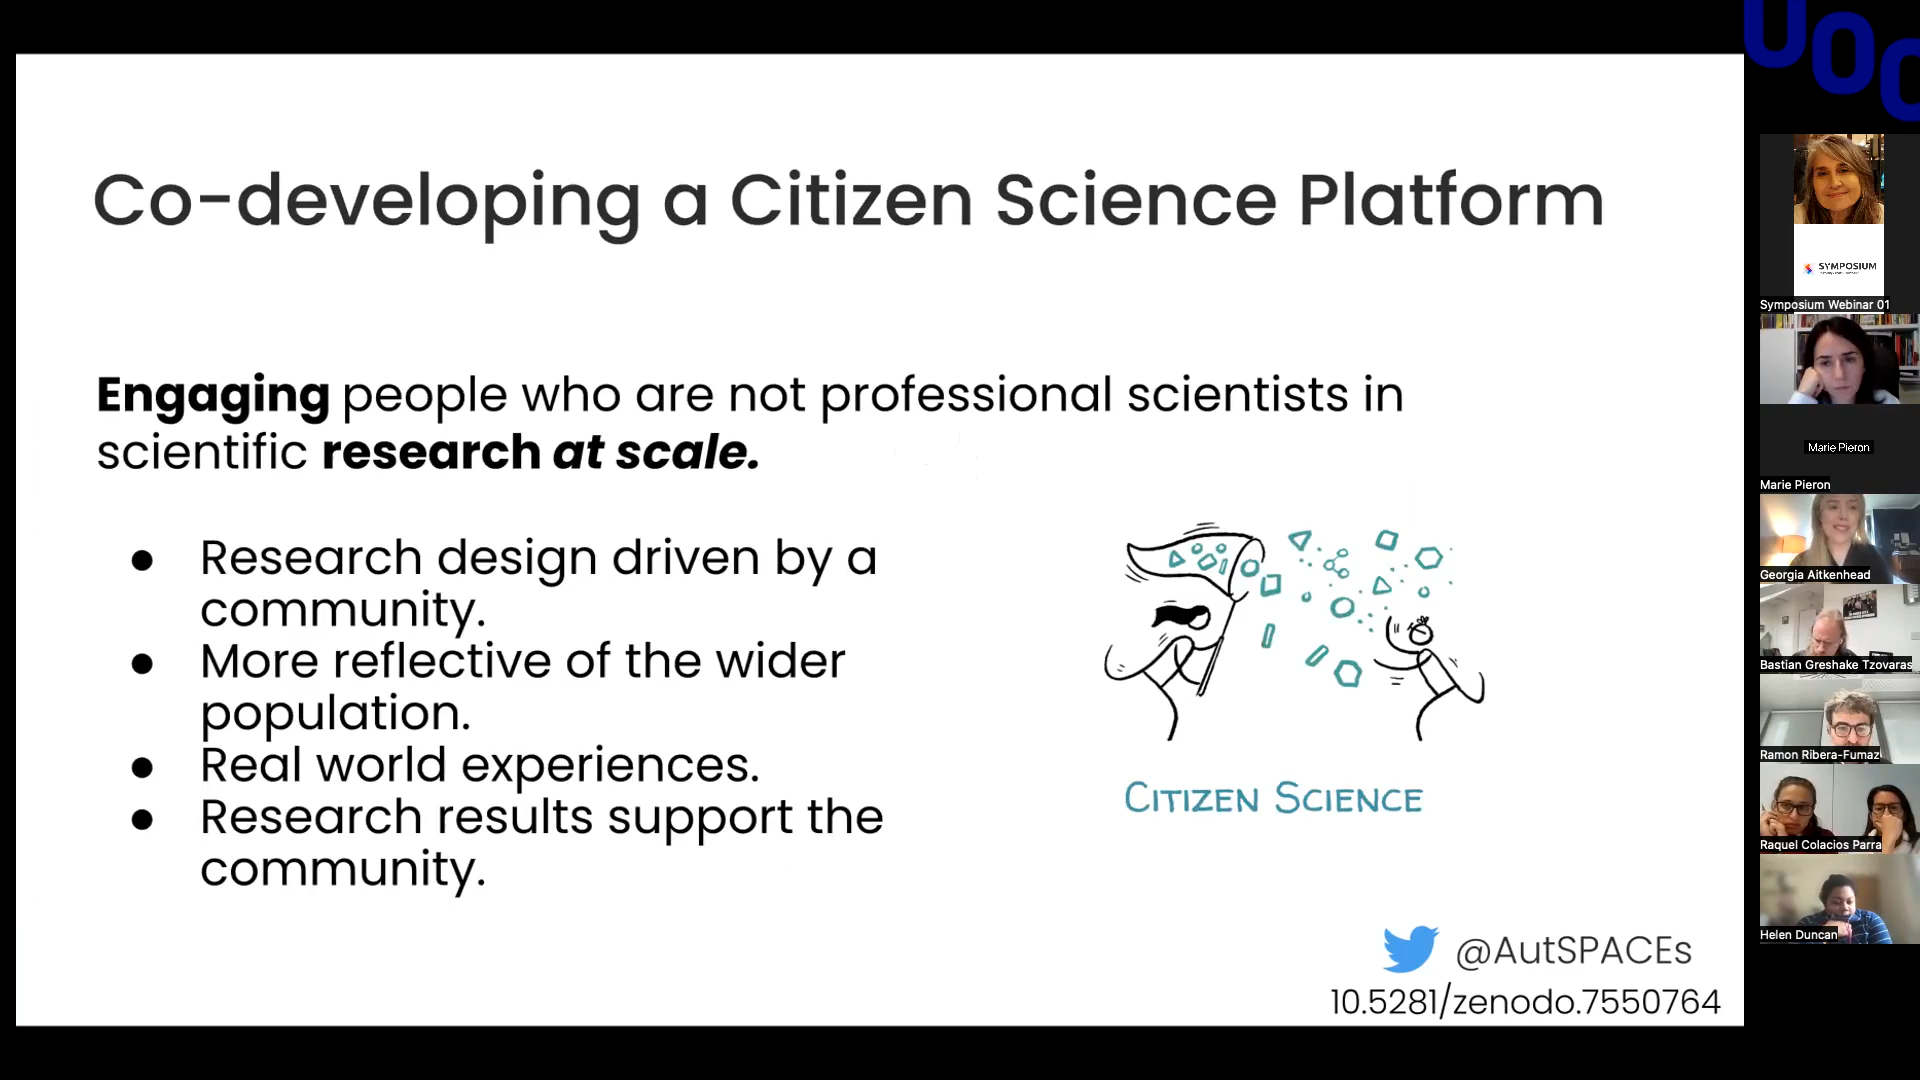 UOC
Co-developing a Citizen Science Platform
Engaging people who are not professional scientists in
scientific research at scale.
● Research design driven by a
community.
● More reflective of the wider
population.
● Real world experiences.
● Research results support the
community.
CITIZEN SCIENCE
@AutSPACEs
10.5281/zenodo.7550764
SYMPOSIUM
Symposium Webinar 01
Marie Pieron
Marie Pieron
Georgia Aitkenhead
Bastian Greshake Tzovaras
Ramon Ribera-Fumaz
Raquel Colacios Parra
Helen Duncan